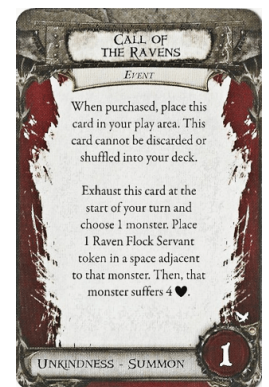 CALL OF
THE RAVENS
EVENT
When purchased, place this
card in your play area. This
card cannot be discarded or
shuffled into your deck.
Exhaust this card at the
start of your turn and
choose 1 monster. Place
1 Raven Flock Servant
token in a space adjacent
to that monster. Then, that
monster suffers 4 ♥.
UNKINDNESS - SUMMON
1